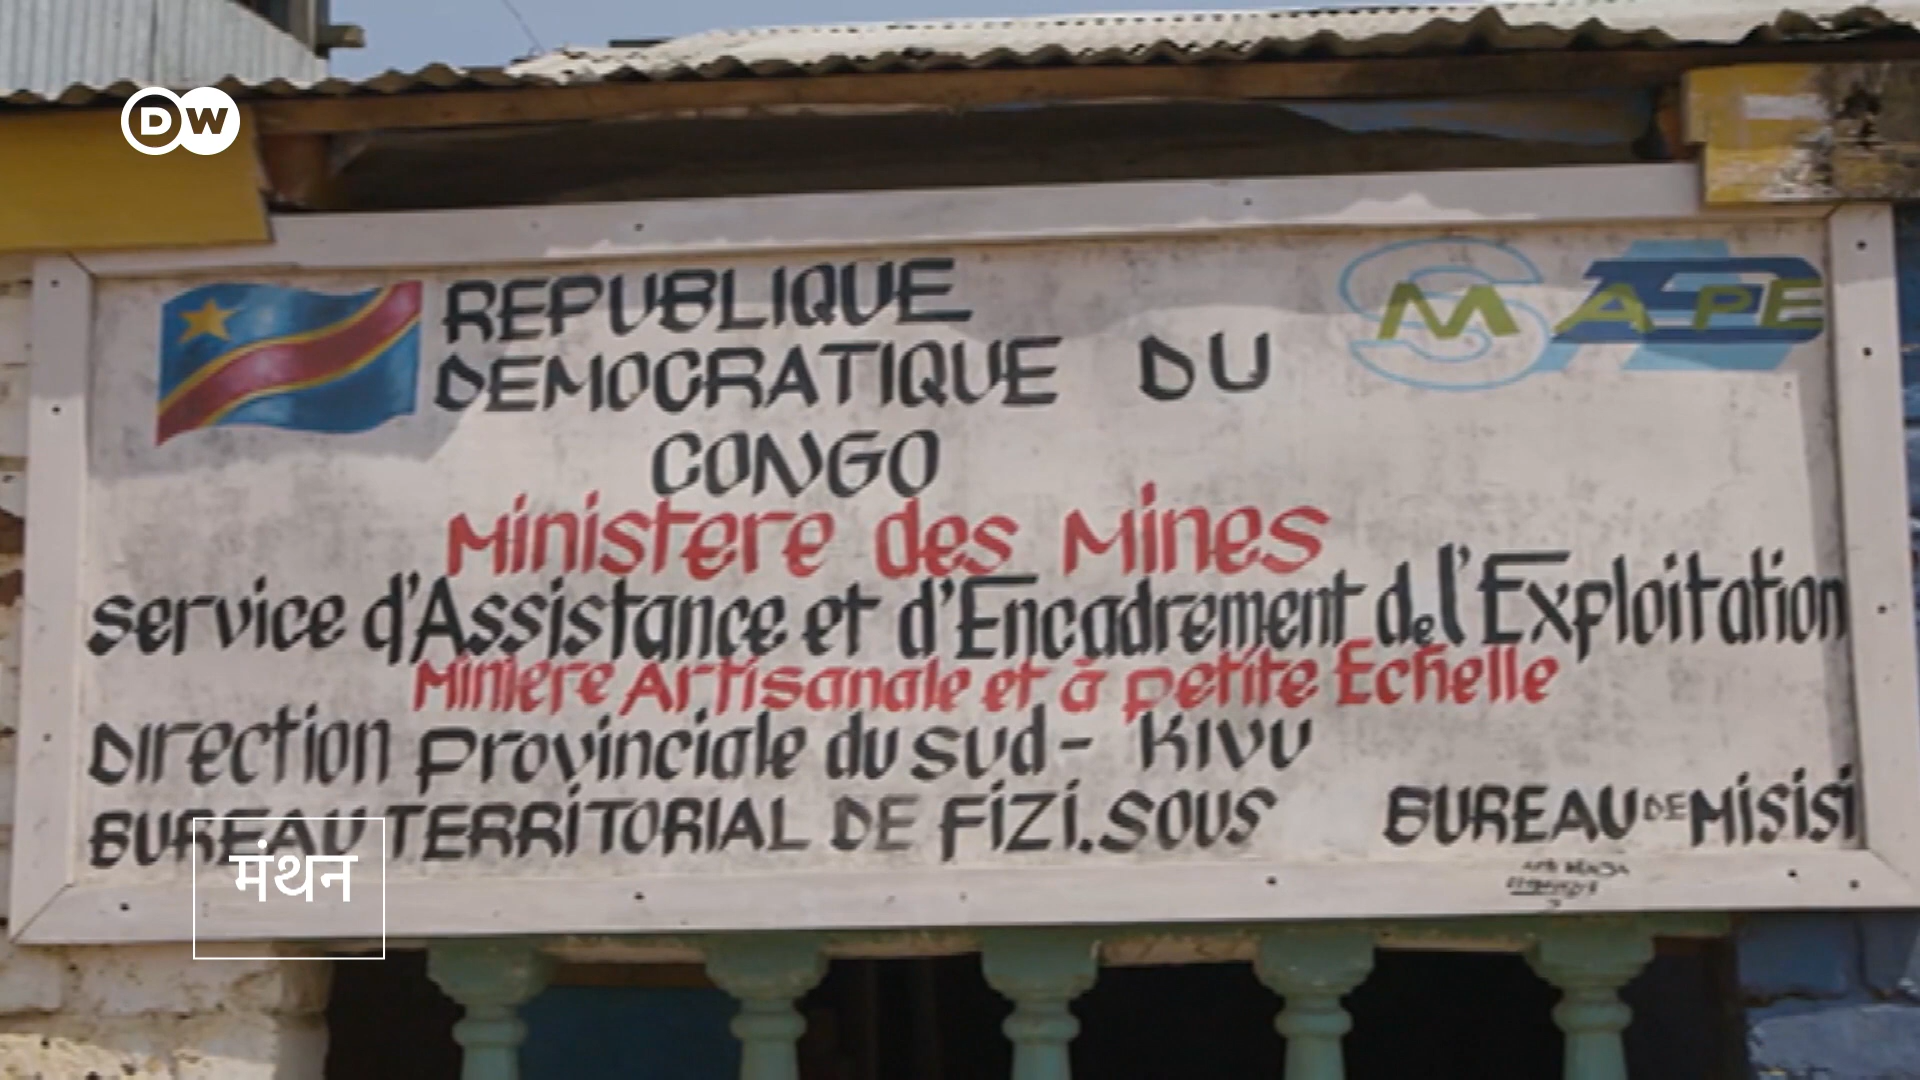 DW
REPUBLIQUE
DEMOCRATIQUE DU
CONGO
SAEMAPE
Ministere des Mines
Service d'Assistance et d'Encadrement de l'Exploitation
Miniere Artisanale et à petite Echelle
Direction provinciale du sud - KIVU
BUREAU TERRITORIAL DE FIZI. SOUS BUREAU DE MISISI
मंथन